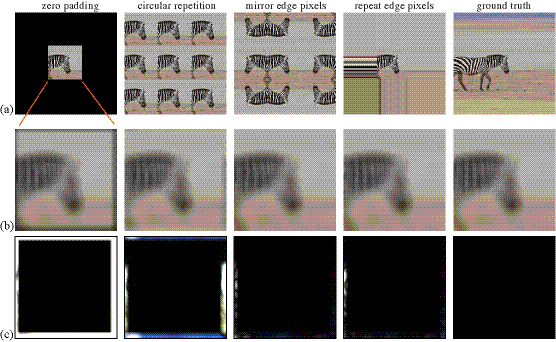 zero padding circular repetition mirror edge pixels repeat edge pixels ground truth
(a)
(b)
(c)